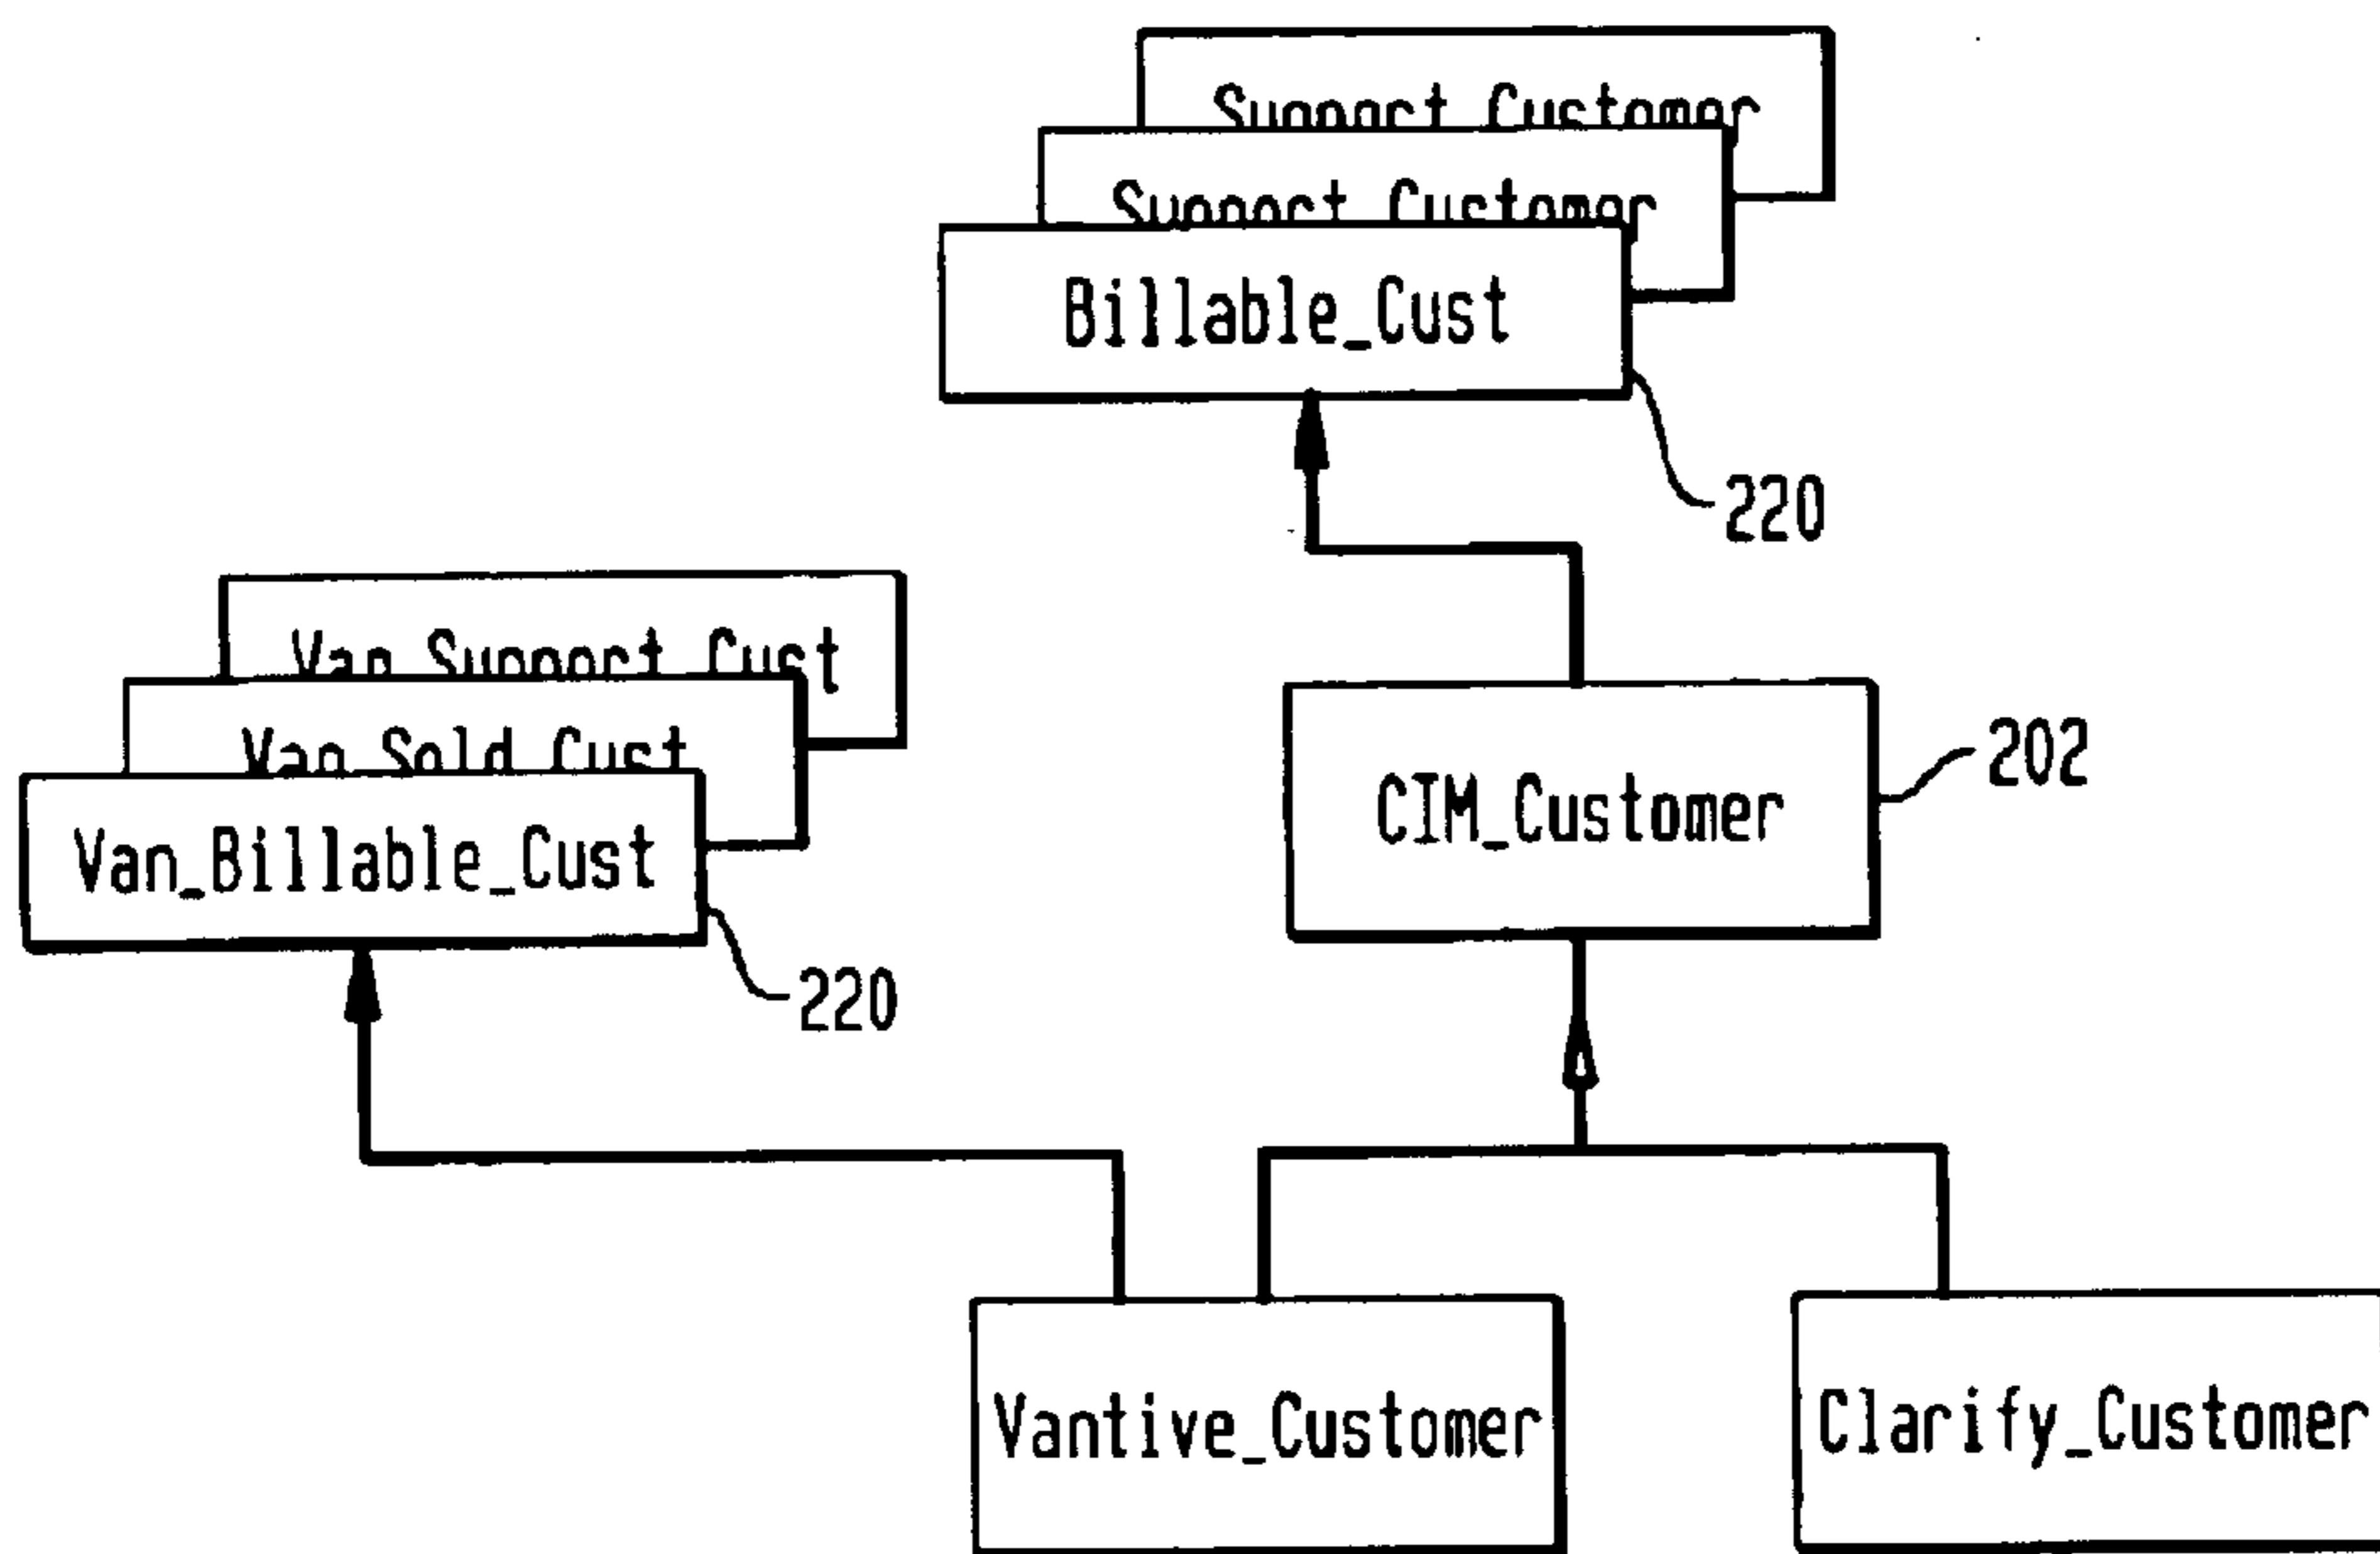 Support_Customer
Support_Customer
Billable_Cust
220
Van_Support_Cust
Van_Sold_Cust
Van_Billable_Cust
220
CIM_Customer
202
Vantive_Customer
Clarify_Customer